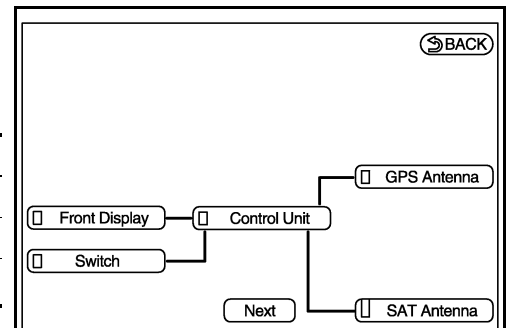 BACK
GPS Antenna
Front Display
Control Unit
Switch
Next
SAT Antenna